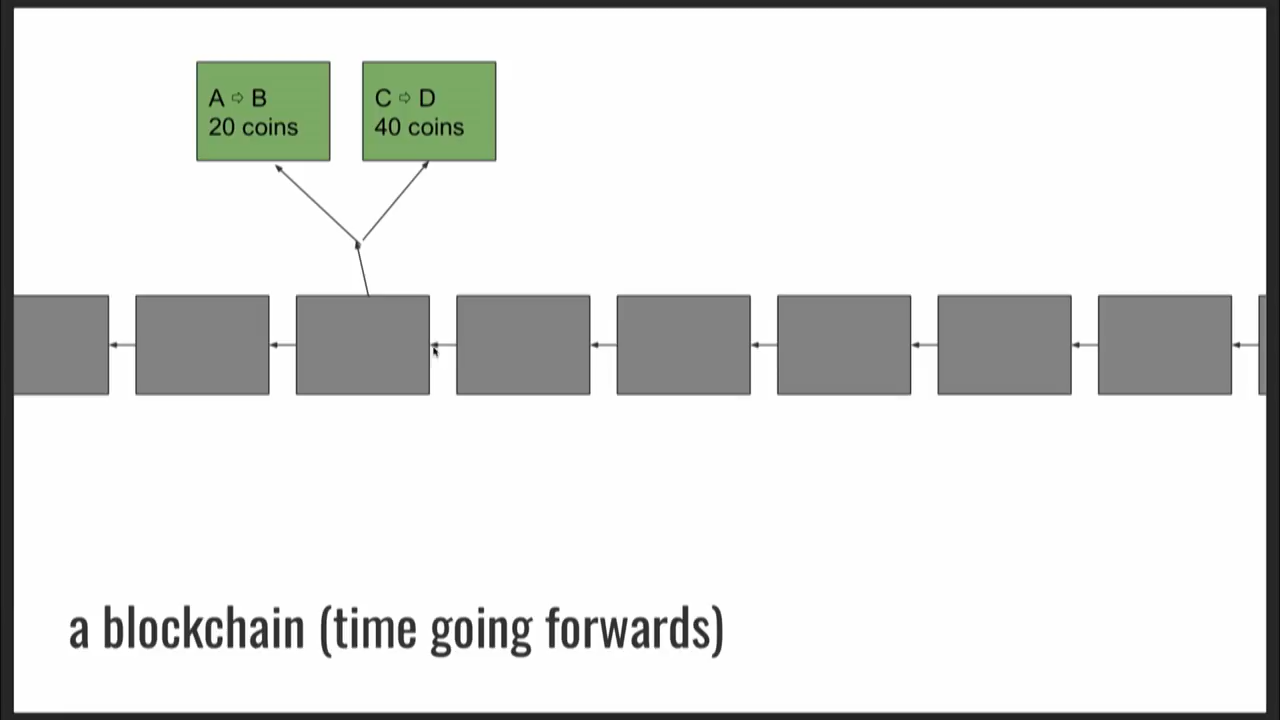 A ⇨ B
20 coins
C ⇨ D
40 coins
a blockchain (time going forwards)